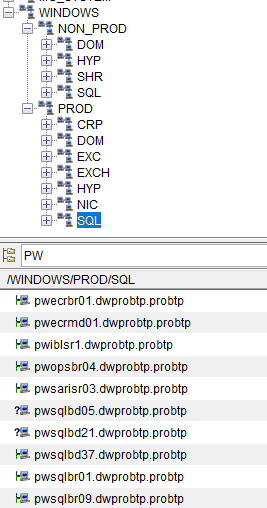 WINDOWS
NON_PROD
DOM
HYP
SHR
SQL
PROD
CRP
DOM
EXC
EXCH
HYP
NIC
SQL
PW
/WINDOWS/PROD/SQL
pwecrbr01.dwprobtp.probtp
pwecrmd01.dwprobtp.probtp
pwiblsr1.dwprobtp.probtp
pwopsbr04.dwprobtp.probtp
pwsarisr03.dwprobtp.probtp
?pwsqlbd05.dwprobtp.probtp
?pwsqlbd21.dwprobtp.probtp
pwsqlbd37.dwprobtp.probtp
pwsqlbr01.dwprobtp.probtp
pwsqlbr09.dwprobtp.probtp